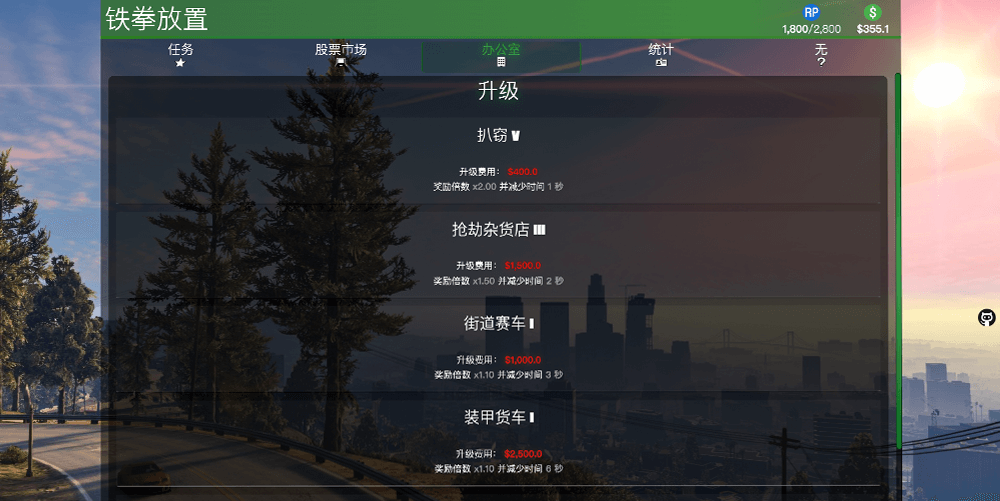 铁拳放置
RP
1,800/2,800
$
$355.1
任务
股票市场
办公室
统计
无
?
升级
扒窃 V
升级费用： $400.0
奖励倍数 x2.00 并减少时间 1 秒
抢劫杂货店 III
升级费用： $1,500.0
奖励倍数 x1.50 并减少时间 2 秒
街道赛车 I
升级费用： $1,000.0
奖励倍数 x1.10 并减少时间 3 秒
装甲货车 I
升级费用： $2,500.0
奖励倍数 x1.10 并减少时间 6 秒